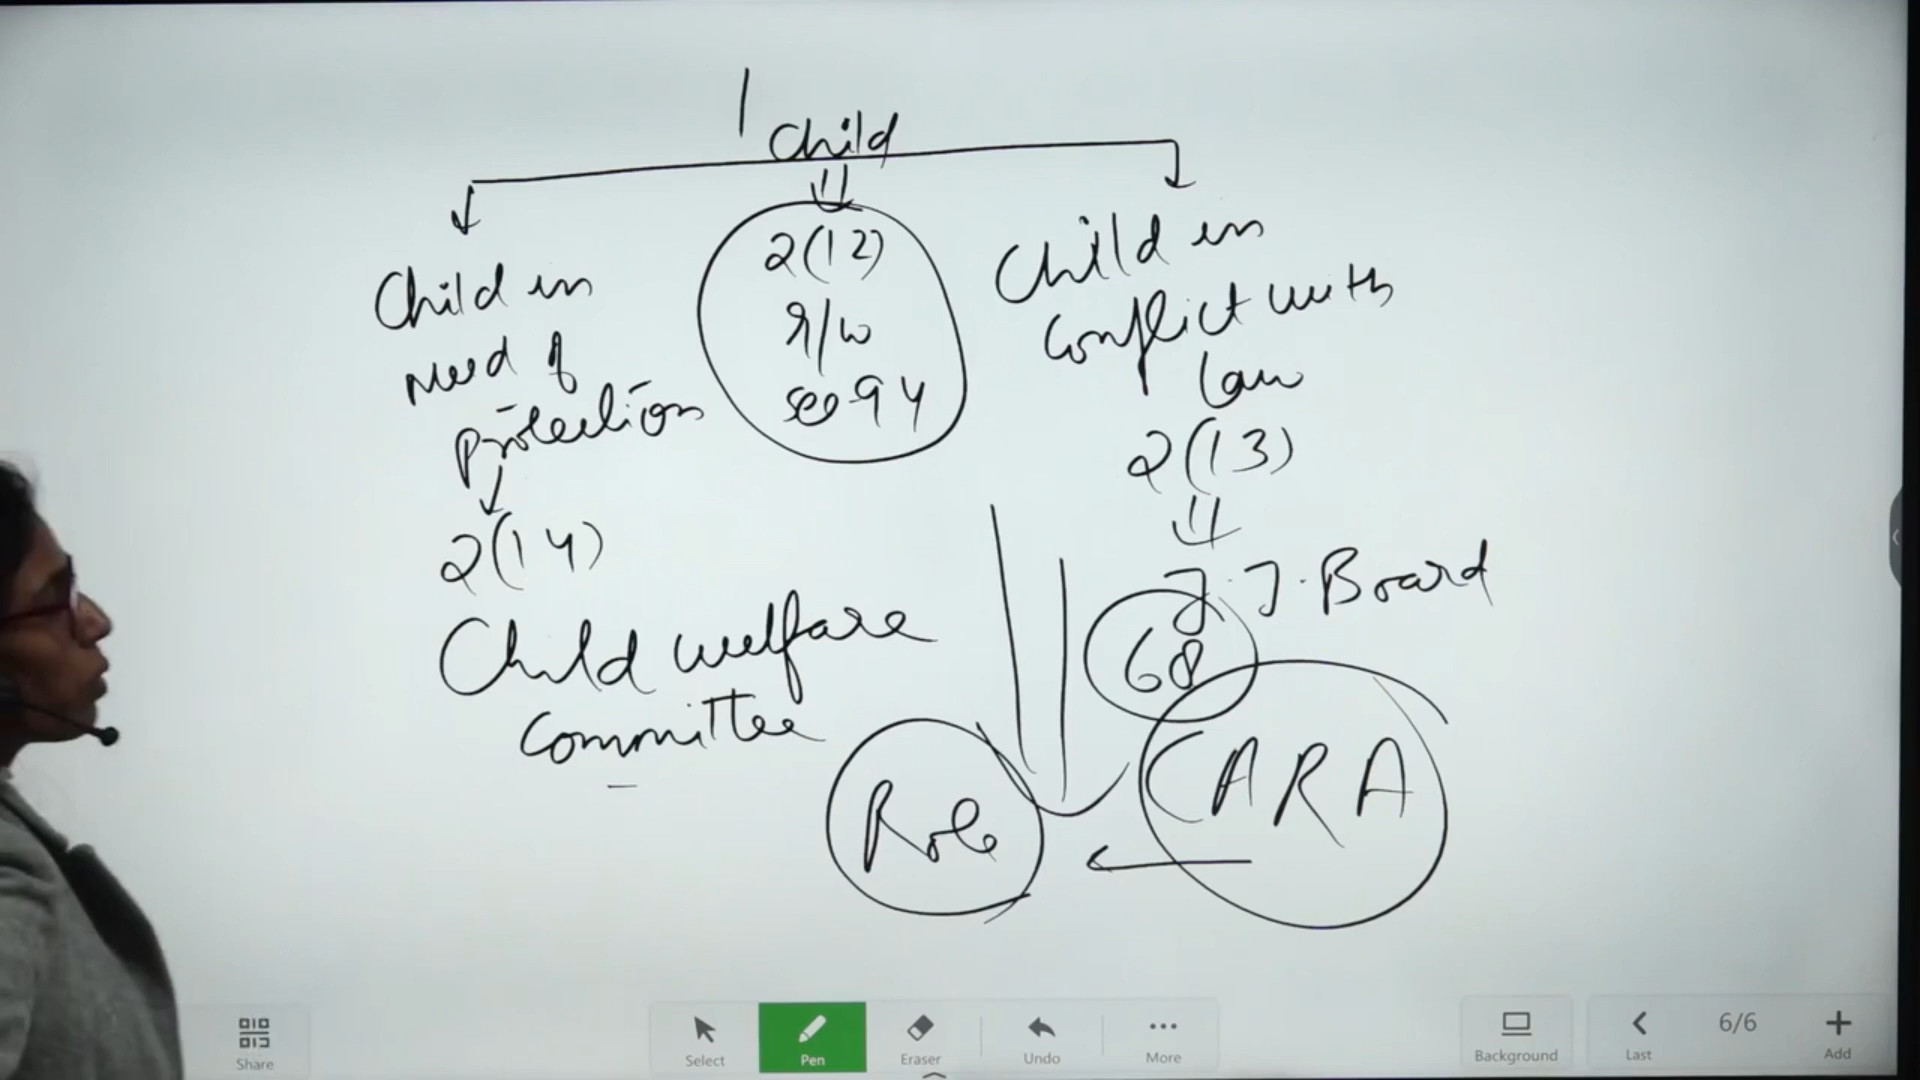 Child
2(12)
r/w
sec 94
Child in
need of
protection
2(14)
Child welfare
Committee
Child in
Conflict with
law
2(13)
J.J. Board
68
CARA
Role
Share
Select
Pen
Eraser
Undo
More
Background
Last
6/6
Add